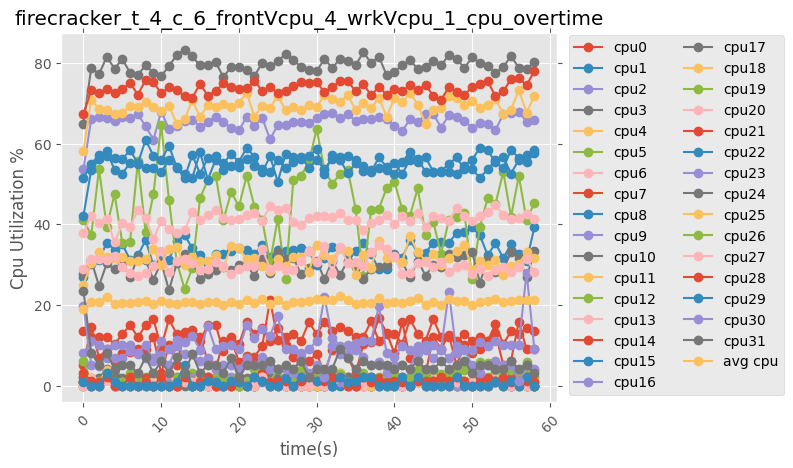 firecracker_t_4_c_6_frontVcpu_4_wrkVcpu_1_cpu_overtime
Cpu Utilization %
80
60
40
20
0
0
10
20
30
40
50
60
time(s)
cpu0
cpu1
cpu2
cpu3
cpu4
cpu5
cpu6
cpu7
cpu8
cpu9
cpu10
cpu11
cpu12
cpu13
cpu14
cpu15
cpu16
cpu17
cpu18
cpu19
cpu20
cpu21
cpu22
cpu23
cpu24
cpu25
cpu26
cpu27
cpu28
cpu29
cpu30
cpu31
avg cpu